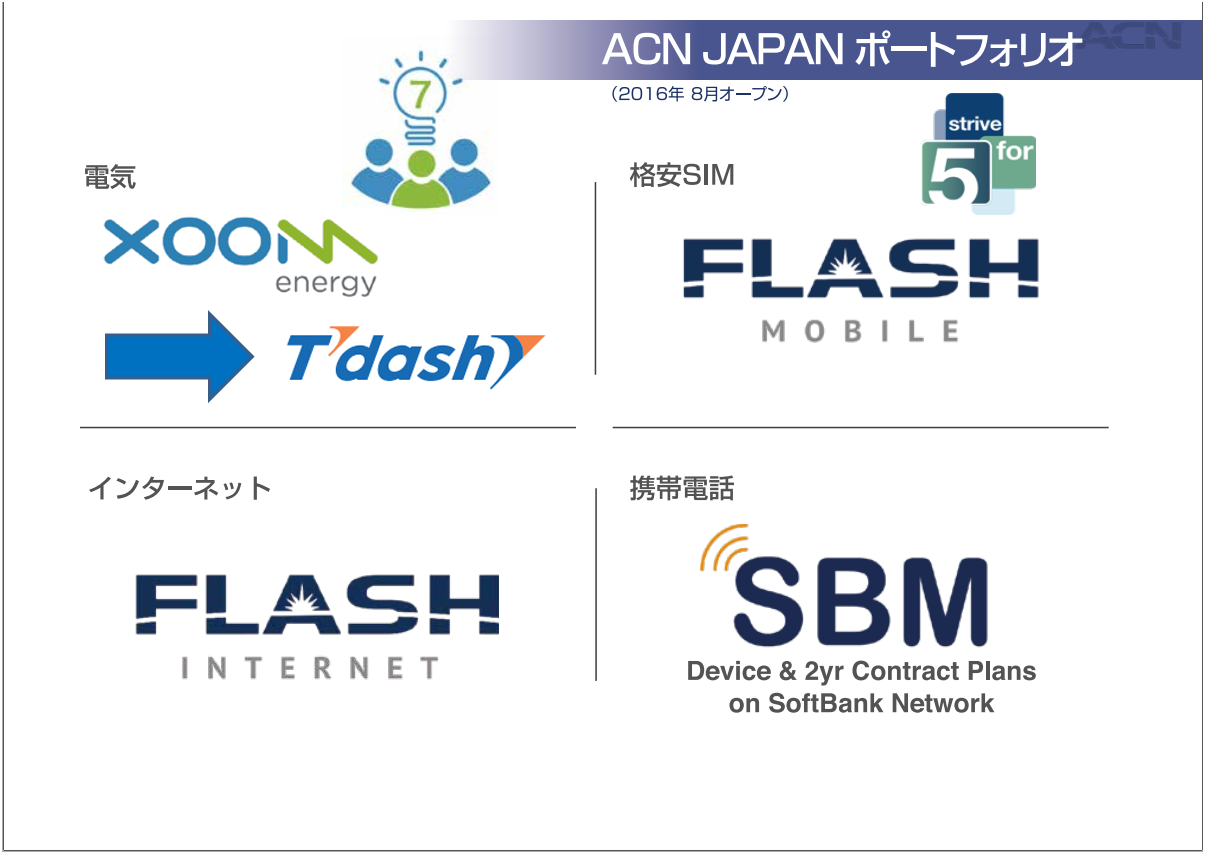 ACN JAPAN ポートフォリオ
ACN
（2016年 8月オープン）
7
strive
for
5
電気
XOOM
energy
T'dash
格安SIM
FLASH
MOBILE
インターネット
FLASH
INTERNET
携帯電話
SBM
Device & 2yr Contract Plans
on SoftBank Network